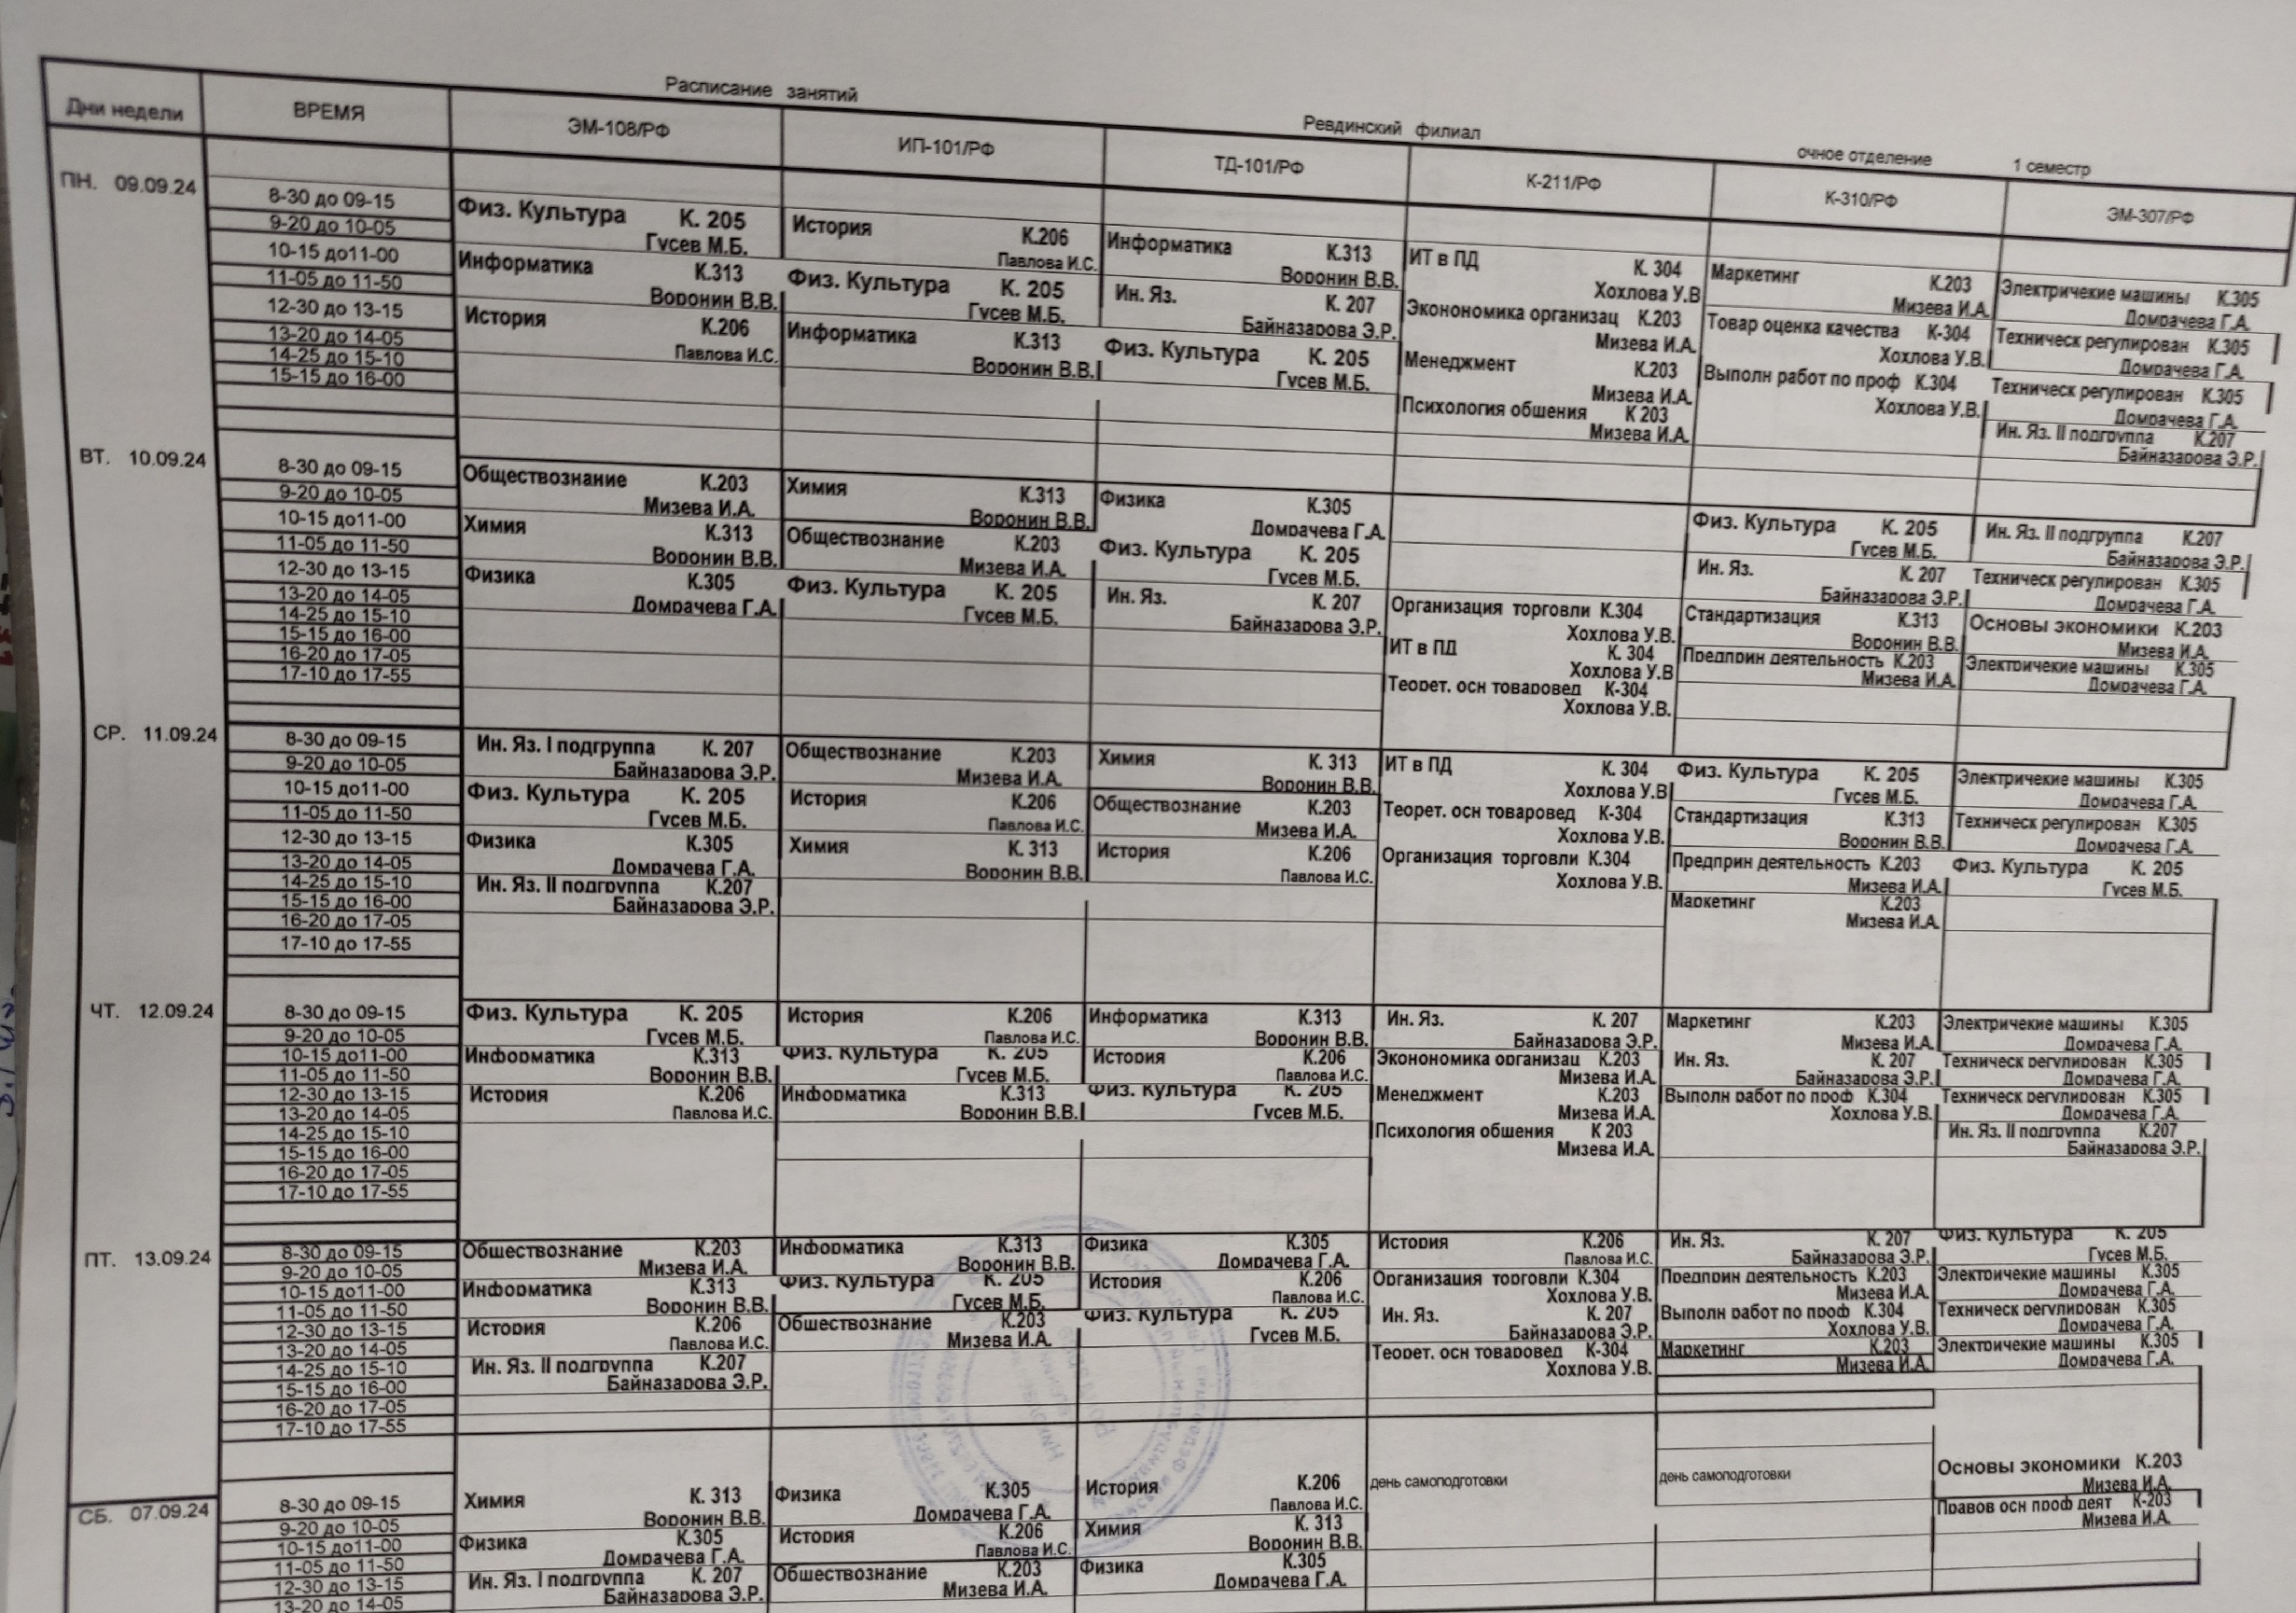 Расписание занятий Ревдинский филиал очное отделение 1 семестр
Дни недели ВРЕМЯ ЭМ-108/РФ ИП-101/РФ ТД-101/РФ К-211/РФ К-310/РФ ЭМ-307/РФ
ПН. 09.09.24
8-30 до 09-15 Физ. Культура К. 205 История К.206 Информатика К.313 ИТ в ПД К. 304 Маркетинг К.203 Электричекие машины К.305
9-20 до 10-05 Гусев М.Б. Павлова И.С. Воронин В.В. Хохлова У.В Мизева И.А. Домрачева Г.А.
10-15 до11-00 Информатика К.313 Физ. Культура К. 205 Ин. Яз. К. 207 Экономика организац К.203 Товар оценка качества К-304 Техническ регулирован К.305
11-05 до 11-50 Воронин В.В. Гусев М.Б. Байназарова Э.Р. Мизева И.А. Хохлова У.В. Домрачева Г.А.
12-30 до 13-15 История К.206 Информатика К.313 Физ. Культура К. 205 Менеджмент К.203 Выполн работ по проф К.304 Техническ регулирован К.305
13-20 до 14-05 Павлова И.С. Воронин В.В. Гусев М.Б. Мизева И.А. Хохлова У.В. Домрачева Г.А.
14-25 до 15-10 Психология обшения К 203 Ин. Яз. II подгруппа К.207
15-15 до 16-00 Мизева И.А. Байназарова Э.Р.
ВТ. 10.09.24
8-30 до 09-15 Обществознание К.203 Химия К.313 Физика К.305 Физ. Культура К. 205 Ин. Яз. II подгруппа К.207
9-20 до 10-05 Мизева И.А. Воронин В.В. Домрачева Г.А. Гусев М.Б. Байназарова Э.Р.
10-15 до11-00 Химия К.313 Обществознание К.203 Физ. Культура К. 205 Ин. Яз. К. 207 Техническ регулирован К.305
11-05 до 11-50 Воронин В.В. Мизева И.А. Гусев М.Б. Байназарова Э.Р. Домрачева Г.А.
12-30 до 13-15 Физика К.305 Физ. Культура К. 205 Ин. Яз. К. 207 Организация торговли К.304 Стандартизация К.313 Основы экономики К.203
13-20 до 14-05 Домрачева Г.А. Гусев М.Б. Байназарова Э.Р. Хохлова У.В. Воронин В.В. Мизева И.А.
14-25 до 15-10 ИТ в ПД К. 304 Предприн деятельность К.203 Электричекие машины К.305
15-15 до 16-00 Хохлова У.В Мизева И.А. Домрачева Г.А.
16-20 до 17-05 Теорет. осн товаровед К-304
17-10 до 17-55 Хохлова У.В.
СР. 11.09.24
8-30 до 09-15 Ин. Яз. I подгруппа К. 207 Обществознание К.203 Химия К. 313 ИТ в ПД К. 304 Физ. Культура К. 205 Электричекие машины К.305
9-20 до 10-05 Байназарова Э.Р. Мизева И.А. Воронин В.В. Хохлова У.В Гусев М.Б. Домрачева Г.А.
10-15 до11-00 Физ. Культура К. 205 История К.206 Обществознание К.203 Теорет. осн товаровед К-304 Стандартизация К.313 Техническ регулирован К.305
11-05 до 11-50 Гусев М.Б. Павлова И.С. Мизева И.А. Хохлова У.В. Воронин В.В. Домрачева Г.А.
12-30 до 13-15 Физика К.305 Химия К. 313 История К.206 Организация торговли К.304 Предприн деятельность К.203 Физ. Культура К. 205
13-20 до 14-05 Домрачева Г.А. Воронин В.В. Павлова И.С. Хохлова У.В. Мизева И.А. Гусев М.Б.
14-25 до 15-10 Ин. Яз. II подгруппа К.207 Маркетинг К.203
15-15 до 16-00 Байназарова Э.Р. Мизева И.А.
16-20 до 17-05
17-10 до 17-55
ЧТ. 12.09.24
8-30 до 09-15 Физ. Культура К. 205 История К.206 Информатика К.313 Ин. Яз. К. 207 Маркетинг К.203 Электричекие машины К.305
9-20 до 10-05 Гусев М.Б. Павлова И.С. Воронин В.В. Байназарова Э.Р. Мизева И.А. Домрачева Г.А.
10-15 до11-00 Информатика К.313 Физ. Культура К. 205 История К.206 Экономика организац К.203 Ин. Яз. К. 207 Техническ регулирован К.305
11-05 до 11-50 Воронин В.В. Гусев М.Б. Павлова И.С. Мизева И.А. Байназарова Э.Р. Домрачева Г.А.
12-30 до 13-15 История К.206 Информатика К.313 Физ. Культура К. 205 Менеджмент К.203 Выполн работ по проф К.304 Техническ регулирован К.305
13-20 до 14-05 Павлова И.С. Воронин В.В. Гусев М.Б. Мизева И.А. Хохлова У.В. Домрачева Г.А.
14-25 до 15-10 Психология обшения К 203 Ин. Яз. II подгруппа К.207
15-15 до 16-00 Мизева И.А. Байназарова Э.Р.
16-20 до 17-05
17-10 до 17-55
ПТ. 13.09.24
8-30 до 09-15 Обществознание К.203 Информатика К.313 Физика К.305 История К.206 Ин. Яз. К. 207 Физ. Культура К. 205
9-20 до 10-05 Мизева И.А. Воронин В.В. Домрачева Г.А. Павлова И.С. Байназарова Э.Р. Гусев М.Б.
10-15 до11-00 Информатика К.313 Физ. Культура К. 205 История К.206 Организация торговли К.304 Предприн деятельность К.203 Электричекие машины К.305
11-05 до 11-50 Воронин В.В. Гусев М.Б. Павлова И.С. Хохлова У.В. Мизева И.А. Домрачева Г.А.
12-30 до 13-15 История К.206 Обществознание К.203 Физ. Культура К. 205 Ин. Яз. К. 207 Выполн работ по проф К.304 Техническ регулирован К.305
13-20 до 14-05 Павлова И.С. Мизева И.А. Гусев М.Б. Байназарова Э.Р. Хохлова У.В. Домрачева Г.А.
14-25 до 15-10 Ин. Яз. II подгруппа К.207 Теорет. осн товаровед К-304 Маркетинг К.203 Электричекие машины К.305
15-15 до 16-00 Байназарова Э.Р. Хохлова У.В. Мизева И.А. Домрачева Г.А.
16-20 до 17-05
17-10 до 17-55
СБ. 07.09.24
8-30 до 09-15 Химия К. 313 Физика К.305 История К.206 день самоподготовки день самоподготовки Основы экономики К.203
9-20 до 10-05 Воронин В.В. Домрачева Г.А. Павлова И.С. Мизева И.А.
10-15 до11-00 Физика К.305 История К.206 Химия К. 313 Правов осн проф деят К-203
11-05 до 11-50 Домрачева Г.А. Павлова И.С. Воронин В.В. Мизева И.А.
12-30 до 13-15 Ин. Яз. I подгруппа К. 207 Обществознание К.203 Физика К.305
13-20 до 14-05 Байназарова Э.Р. Мизева И.А. Домрачева Г.А.